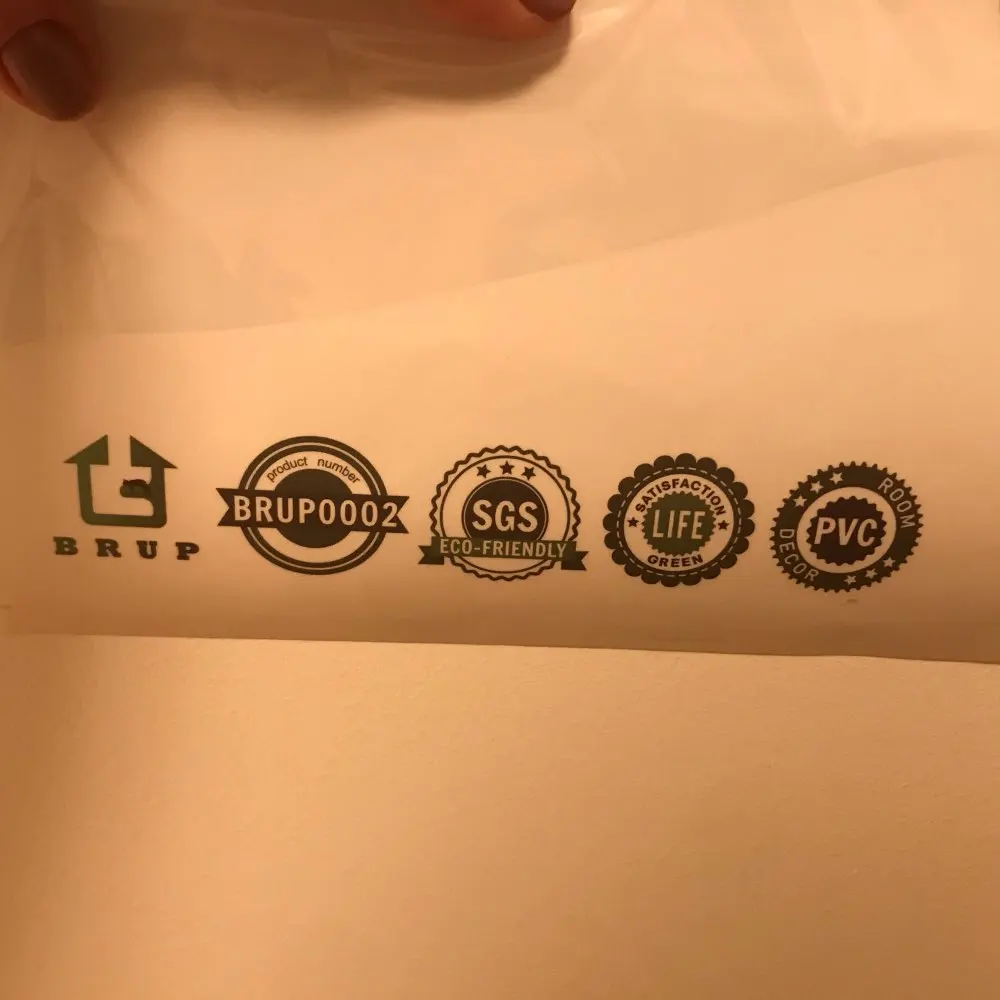 BRUP
product number
BRUP0002
SGS
ECO-FRIENDLY
SATISFACTION
LIFE
GREEN
ROOM
PVC
DECOR